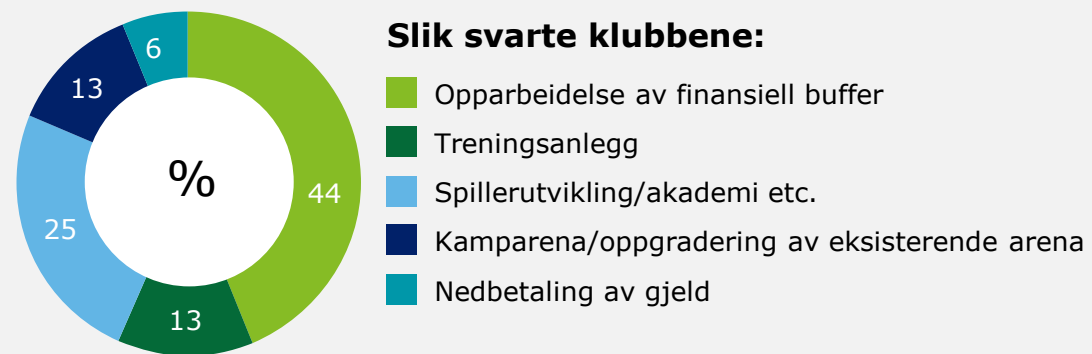 Slik svarte klubbene:
Opparbeidelse av finansiell buffer
Treningsanlegg
Spillerutvikling/akademi etc.
Kamparena/oppgradering av eksisterende arena
Nedbetaling av gjeld
6
13
%
44
25
13